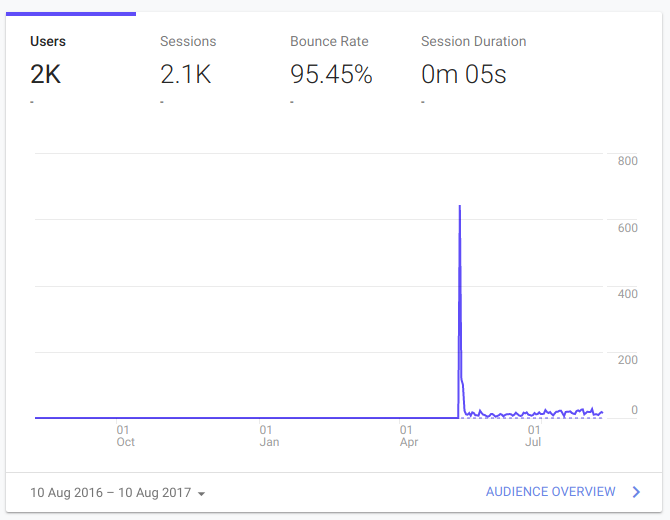 Users Sessions Bounce Rate Session Duration
2K 2.1K 95.45% 0m 05s
- - - -
800
600
400
200
0
01 01 01 01
Oct Jan Apr Jul
10 Aug 2016 – 10 Aug 2017 AUDIENCE OVERVIEW